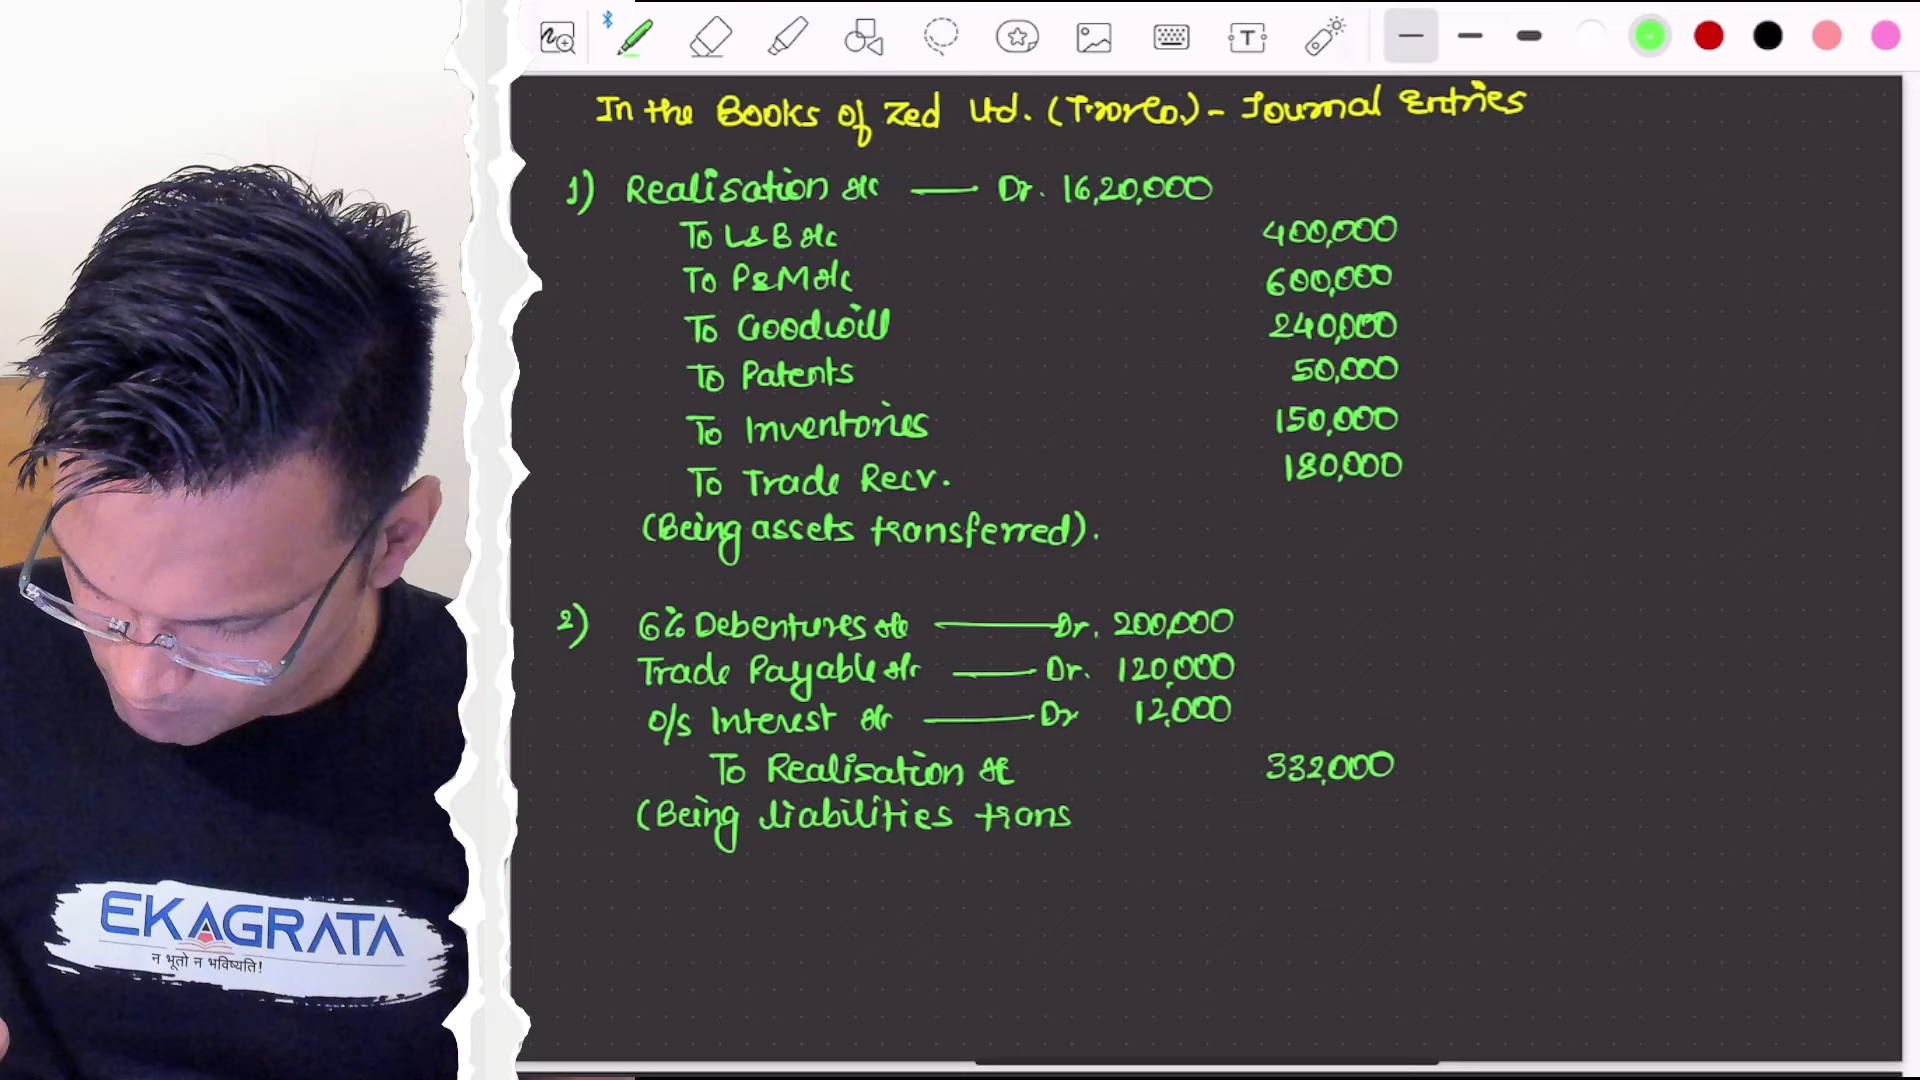 In the Books of Zed Ltd. (Tror Co.) - Journal Entries
1) Realisation a/c — Dr. 16,20,000
To L&B a/c 400,000
To P&M a/c 600,000
To Goodwill 240,000
To Patents 50,000
To Inventories 150,000
To Trade Recv. 180,000
(Being assets transferred).
2) 6% Debentures a/c — Dr. 200,000
Trade Payable a/c — Dr. 120,000
O/s Interest a/c — Dr 12,000
To Realisation a/c 332,000
(Being liabilities trans
EKAGRATA
न भूतो न भविष्यति!